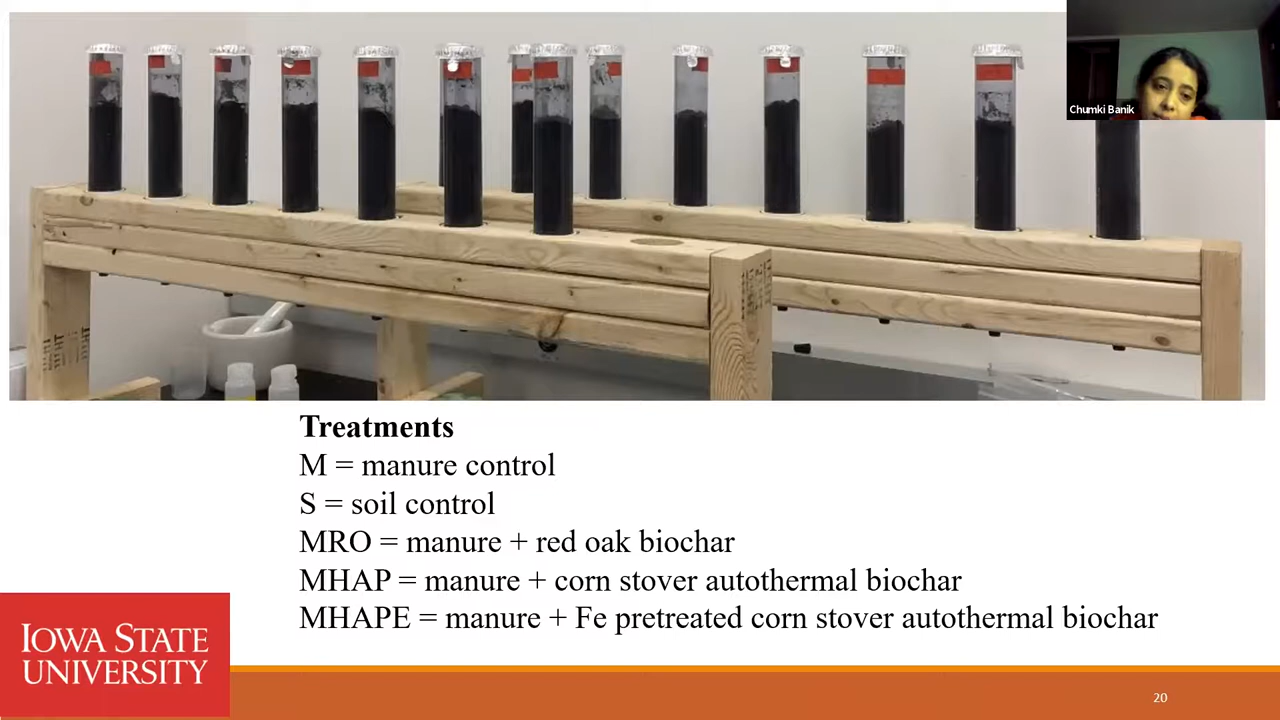 Chumki Banik
Treatments
M = manure control
S = soil control
MRO = manure + red oak biochar
MHAP = manure + corn stover autothermal biochar
MHAPE = manure + Fe pretreated corn stover autothermal biochar
IOWA STATE
UNIVERSITY
20